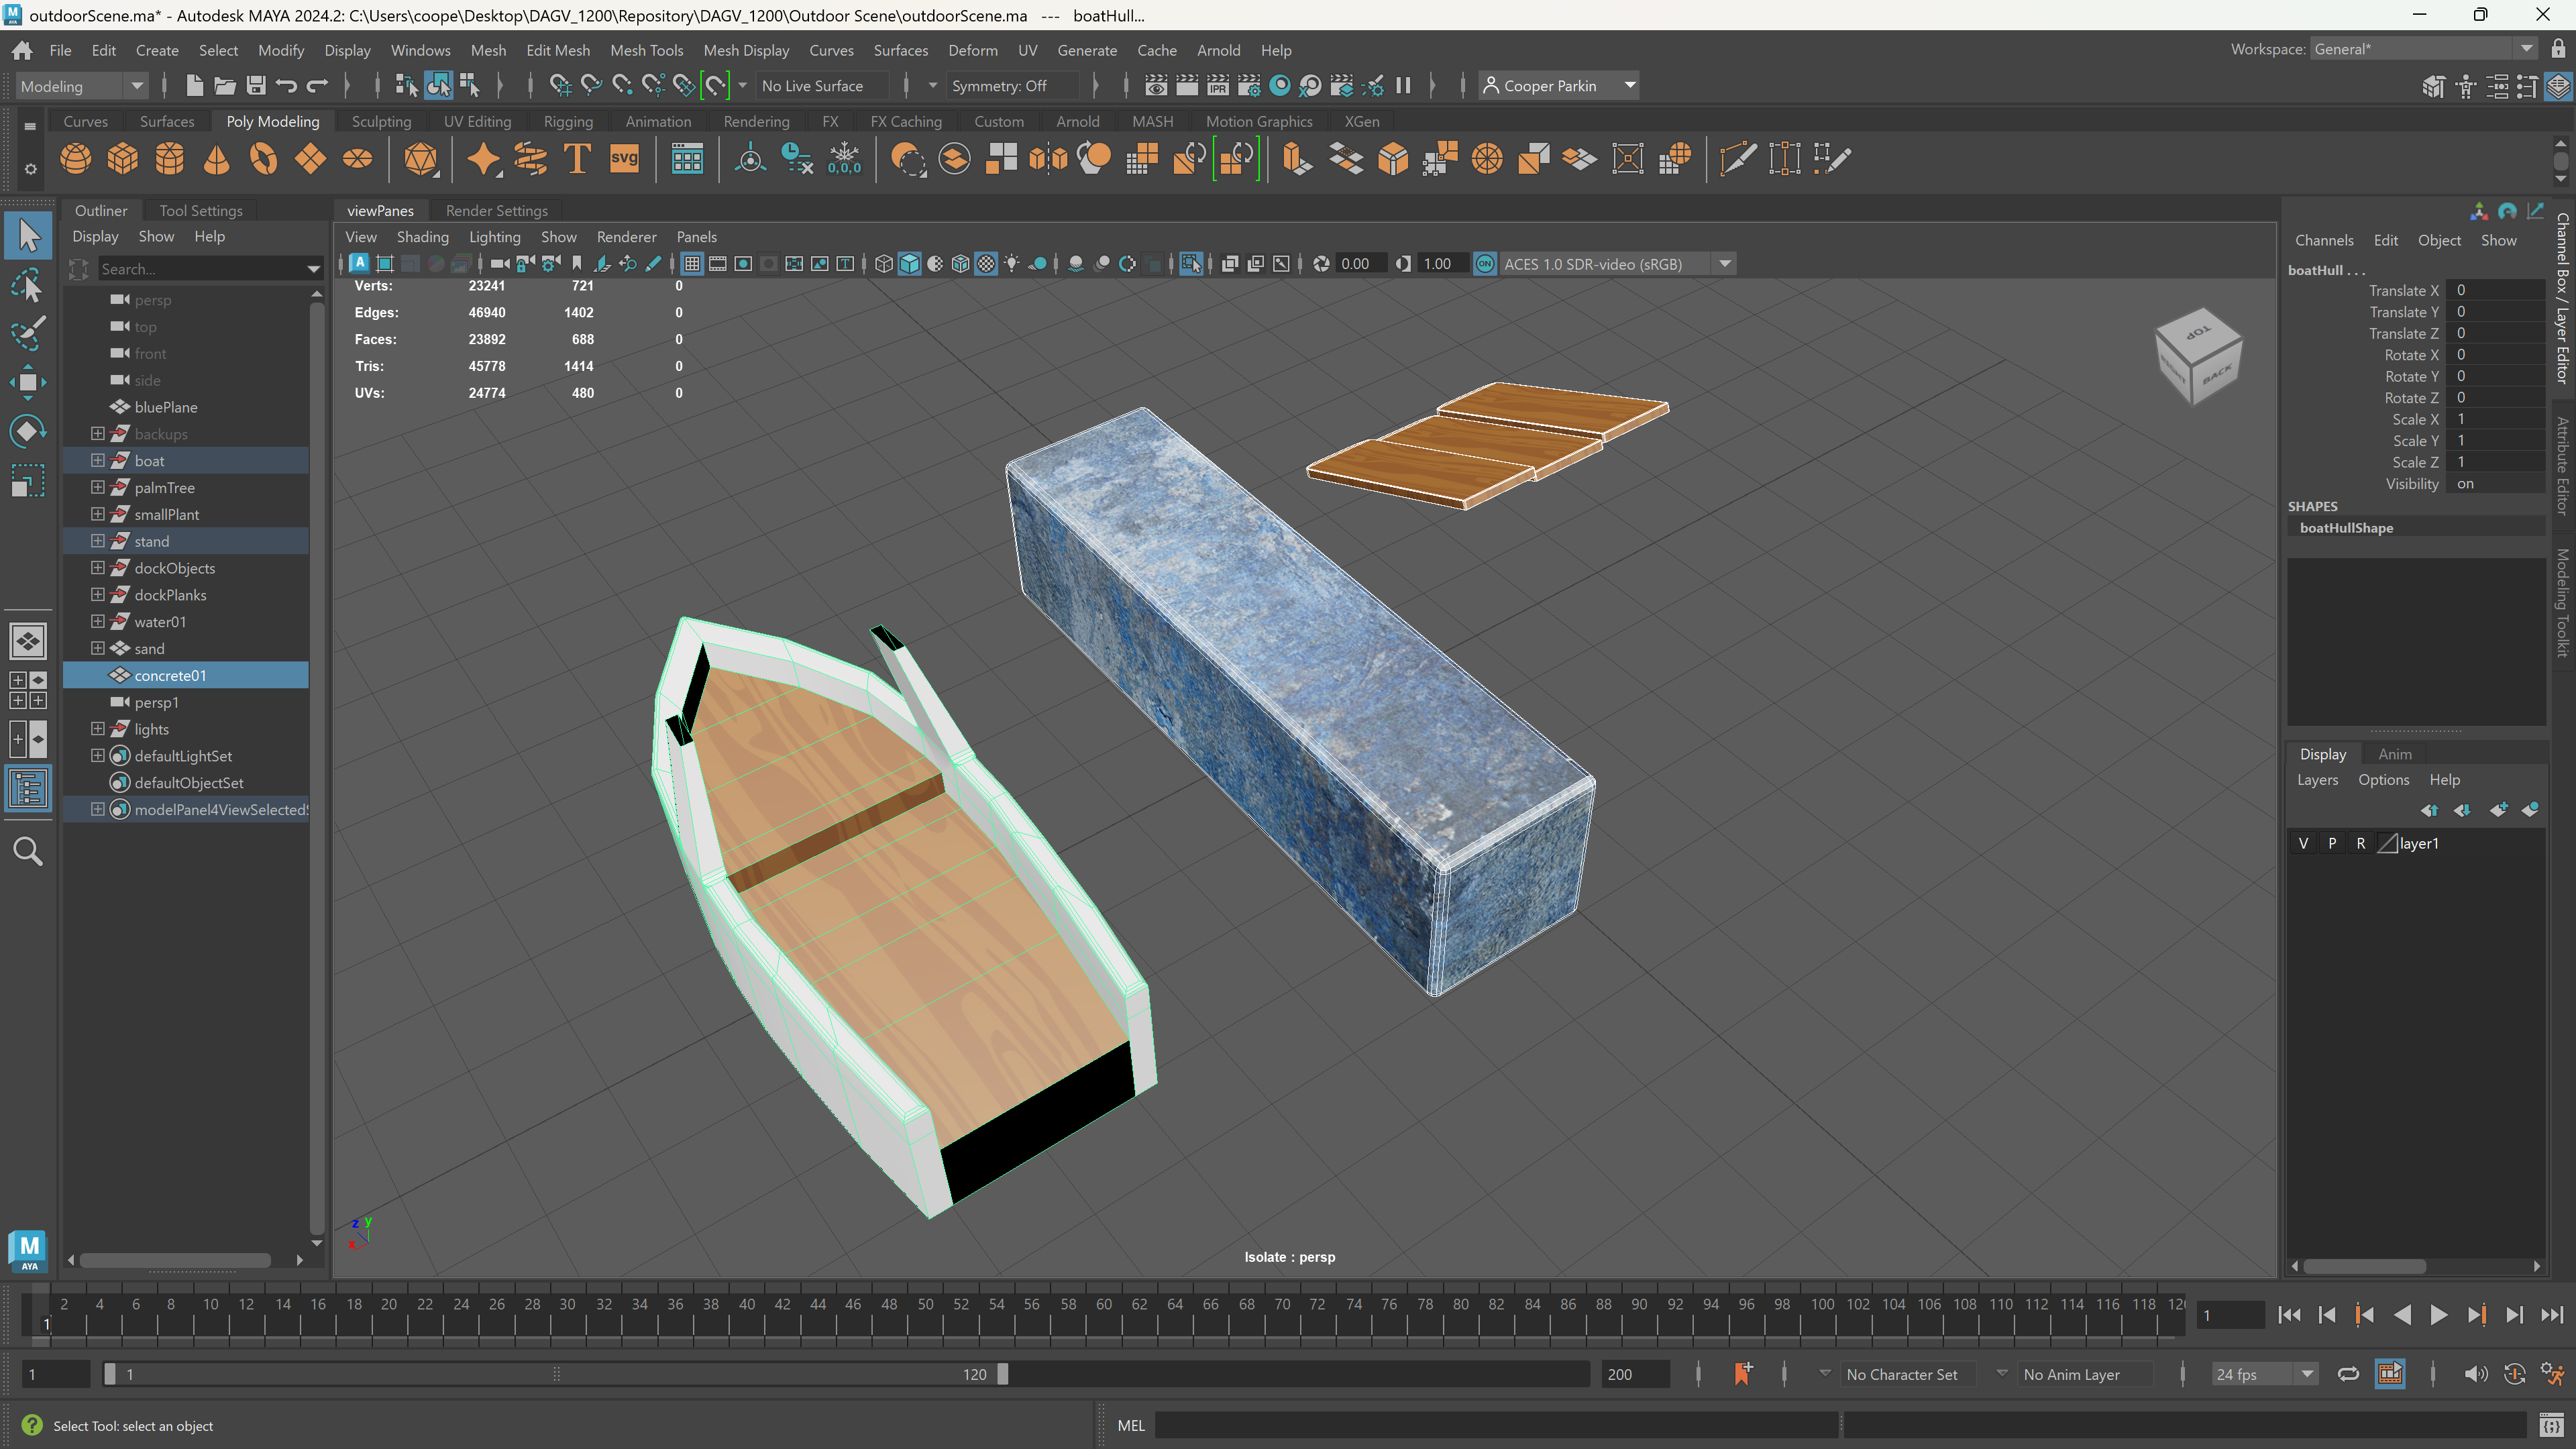 outdoorScene.ma* - Autodesk MAYA 2024.2: C:\Users\coope\Desktop\DAGV_1200\Repository\DAGV_1200\Outdoor Scene\outdoorScene.ma --- boatHull...
File Edit Create Select Modify Display Windows Mesh Edit Mesh Mesh Tools Mesh Display Curves Surfaces Deform UV Generate Cache Arnold Help
Workspace: General*
Modeling
No Live Surface
Symmetry: Off
IPR
Cooper Parkin
Curves Surfaces Poly Modeling Sculpting UV Editing Rigging Animation Rendering FX FX Caching Custom Arnold MASH Motion Graphics XGen
T
svg
0,0,0
Outliner Tool Settings
Display Show Help
Search...
persp
top
front
side
bluePlane
backups
boat
palmTree
smallPlant
stand
dockObjects
dockPlanks
water01
sand
concrete01
persp1
lights
defaultLightSet
defaultObjectSet
modelPanel4ViewSelected
viewPanes Render Settings
View Shading Lighting Show Renderer Panels
0.00
1.00
ON
ACES 1.0 SDR-video (sRGB)
Verts: 23241 721 0
Edges: 46940 1402 0
Faces: 23892 688 0
Tris: 45778 1414 0
UVs: 24774 480 0
TOP
RIGHT
BACK
z y
x
Isolate : persp
Channels Edit Object Show
boatHull . . .
Translate X 0
Translate Y 0
Translate Z 0
Rotate X 0
Rotate Y 0
Rotate Z 0
Scale X 1
Scale Y 1
Scale Z 1
Visibility on
SHAPES
boatHullShape
Display Anim
Layers Options Help
V P R layer1
Channel Box / Layer Editor
Attribute Editor
Modeling Toolkit
M
AYA
2 4 6 8 10 12 14 16 18 20 22 24 26 28 30 32 34 36 38 40 42 44 46 48 50 52 54 56 58 60 62 64 66 68 70 72 74 76 78 80 82 84 86 88 90 92 94 96 98 100 102 104 106 108 110 112 114 116 118 12
1
1
1
1
120
200
No Character Set
No Anim Layer
24 fps
Select Tool: select an object
MEL